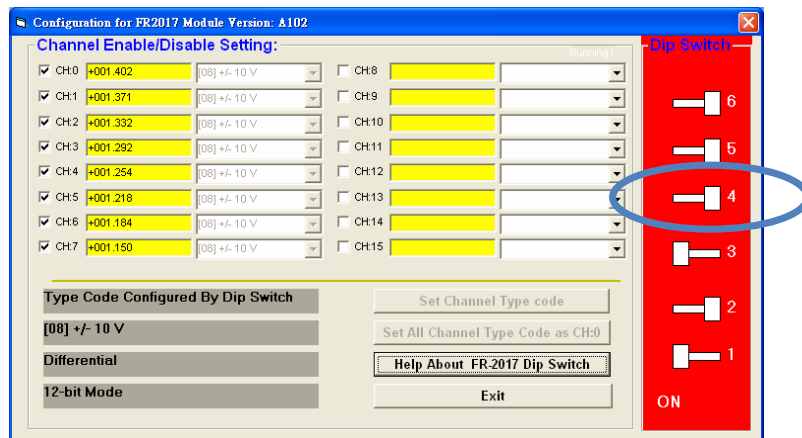 Configuration for FR2017 Module Version: A102
Channel Enable/Disable Setting:
Running!
Dip Switch
CH:0 +001.402 [08] +/- 10 V CH:8
CH:1 +001.371 [08] +/- 10 V CH:9
CH:2 +001.332 [08] +/- 10 V CH:10
CH:3 +001.292 [08] +/- 10 V CH:11
CH:4 +001.254 [08] +/- 10 V CH:12
CH:5 +001.218 [08] +/- 10 V CH:13
CH:6 +001.184 [08] +/- 10 V CH:14
CH:7 +001.150 [08] +/- 10 V CH:15
6
5
4
3
2
1
ON
Type Code Configured By Dip Switch
[08] +/- 10 V
Differential
12-bit Mode
Set Channel Type code
Set All Channel Type Code as CH:0
Help About FR-2017 Dip Switch
Exit